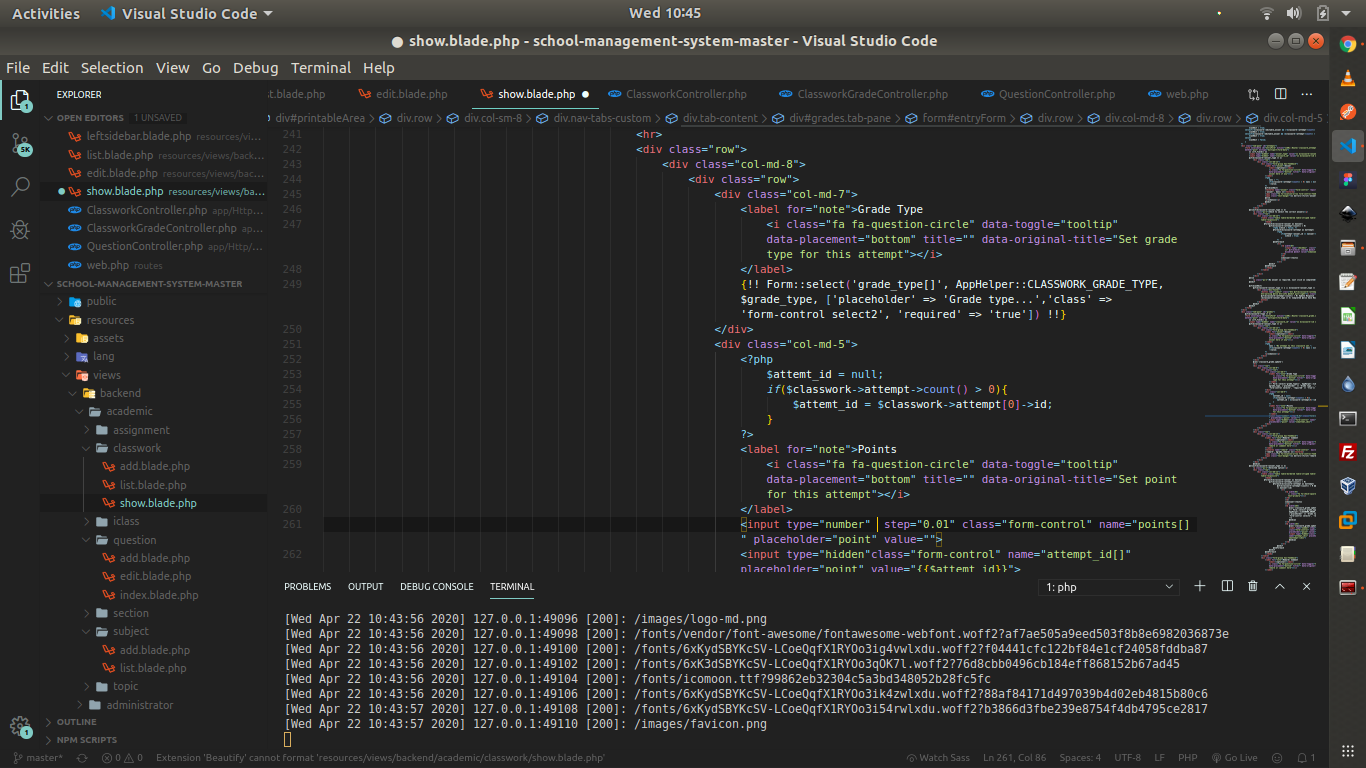 Activities
Visual Studio Code
Wed 10:45
● show.blade.php - school-management-system-master - Visual Studio Code
File Edit Selection View Go Debug Terminal Help
EXPLORER
t.blade.php
edit.blade.php
show.blade.php ●
ClassworkController.php
ClassworkGradeController.php
QuestionController.php
web.php
div#printableArea > div.row > div.col-sm-8 > div.nav-tabs-custom > div.tab-content > div#grades.tab-pane > form#entryForm > div.row > div.col-md-8 > div.row > div.col-md-5
OPEN EDITORS 1 UNSAVED
leftsidebar.blade.php resources/vi...
list.blade.php resources/views/back...
edit.blade.php resources/views/bac...
● show.blade.php resources/views/ba...
ClassworkController.php app/Http...
ClassworkGradeController.php ap...
QuestionController.php app/Http/...
web.php routes
SCHOOL-MANAGEMENT-SYSTEM-MASTER
public
resources
assets
lang
views
backend
academic
assignment
classwork
add.blade.php
list.blade.php
show.blade.php
iclass
question
add.blade.php
edit.blade.php
index.blade.php
section
subject
add.blade.php
list.blade.php
topic
administrator
OUTLINE
NPM SCRIPTS
1
5K
1
241 <hr>
242 <div class="row">
243 <div class="col-md-8">
244 <div class="row">
245 <div class="col-md-7">
246 <label for="note">Grade Type
247 <i class="fa fa-question-circle" data-toggle="tooltip"
data-placement="bottom" title="" data-original-title="Set grade
type for this attempt"></i>
248 </label>
249 {!! Form::select('grade_type[]', AppHelper::CLASSWORK_GRADE_TYPE,
$grade_type, ['placeholder' => 'Grade type...','class' =>
'form-control select2', 'required' => 'true']) !!}
250 </div>
251 <div class="col-md-5">
252 <?php
253 $attemt_id = null;
254 if($classwork->attempt->count() > 0){
255 $attemt_id = $classwork->attempt[0]->id;
256 }
257 ?>
258 <label for="note">Points
259 <i class="fa fa-question-circle" data-toggle="tooltip"
data-placement="bottom" title="" data-original-title="Set point
for this attempt"></i>
260 </label>
261 <input type="number" step="0.01" class="form-control" name="points[]
" placeholder="point" value="">
262 <input type="hidden"class="form-control" name="attempt_id[]"
placeholder="point" value="{{$attemt_id}}">
PROBLEMS OUTPUT DEBUG CONSOLE TERMINAL
1: php
[Wed Apr 22 10:43:56 2020] 127.0.0.1:49096 [200]: /images/logo-md.png
[Wed Apr 22 10:43:56 2020] 127.0.0.1:49098 [200]: /fonts/vendor/font-awesome/fontawesome-webfont.woff2?af7ae505a9eed503f8b8e6982036873e
[Wed Apr 22 10:43:56 2020] 127.0.0.1:49100 [200]: /fonts/6xKydSBYKcSV-LCoeQqfX1RYOo3ig4vwlxdu.woff2?f04441cfc122bf84e1cf24058fddba87
[Wed Apr 22 10:43:56 2020] 127.0.0.1:49102 [200]: /fonts/6xK3dSBYKcSV-LCoeQqfX1RYOo3qOK7l.woff2?76d8cbb0496cb184eff868152b67ad45
[Wed Apr 22 10:43:56 2020] 127.0.0.1:49104 [200]: /fonts/icomoon.ttf?99862eb32304c5a3bd348052b28fc5fc
[Wed Apr 22 10:43:56 2020] 127.0.0.1:49106 [200]: /fonts/6xKydSBYKcSV-LCoeQqfX1RYOo3ik4zwlxdu.woff2?88af84171d497039b4d02eb4815b80c6
[Wed Apr 22 10:43:57 2020] 127.0.0.1:49108 [200]: /fonts/6xKydSBYKcSV-LCoeQqfX1RYOo3i54rwlxdu.woff2?b3866d3fbe239e8754f4db4795ce2817
[Wed Apr 22 10:43:57 2020] 127.0.0.1:49110 [200]: /images/favicon.png
master*
0 0
Extension 'Beautify' cannot format 'resources/views/backend/academic/classwork/show.blade.php'
Watch Sass
Ln 261, Col 86
Spaces: 4
UTF-8
LF
PHP
Go Live
1